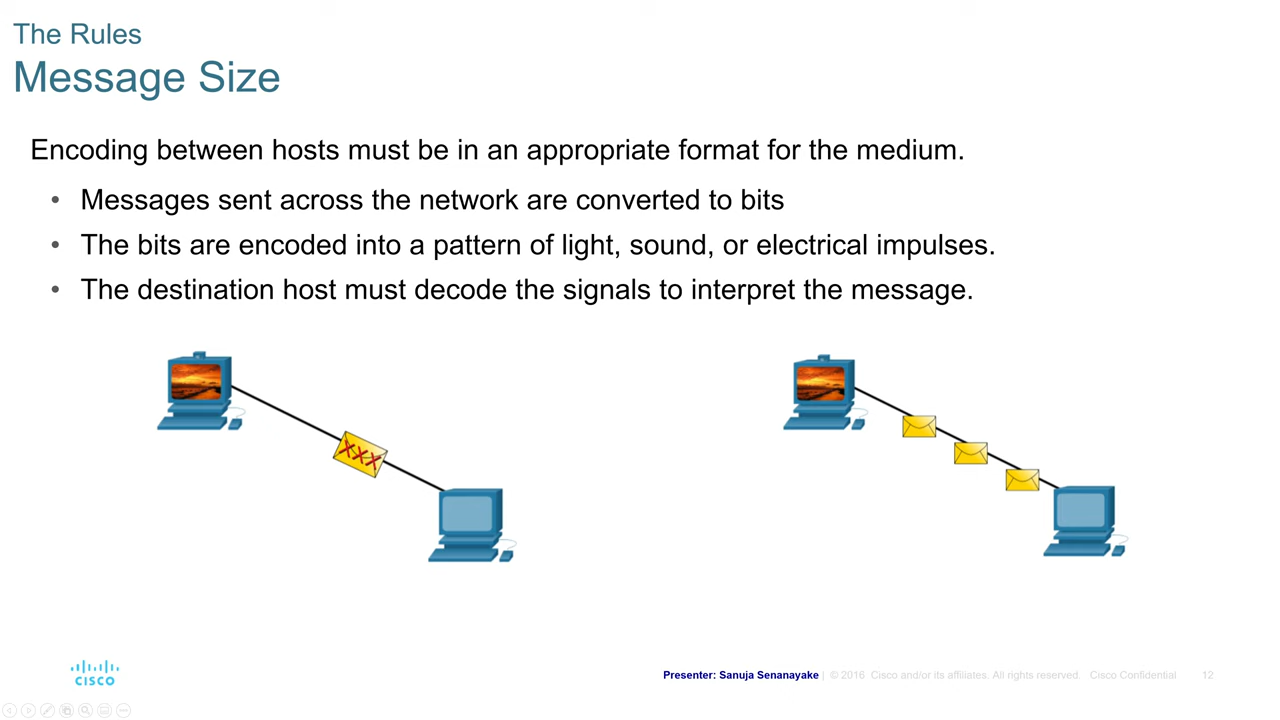 The Rules
Message Size
Encoding between hosts must be in an appropriate format for the medium.
• Messages sent across the network are converted to bits
• The bits are encoded into a pattern of light, sound, or electrical impulses.
• The destination host must decode the signals to interpret the message.
XXX
CISCO
Presenter: Sanuja Senanayake | © 2016 Cisco and/or its affiliates. All rights reserved. Cisco Confidential 12